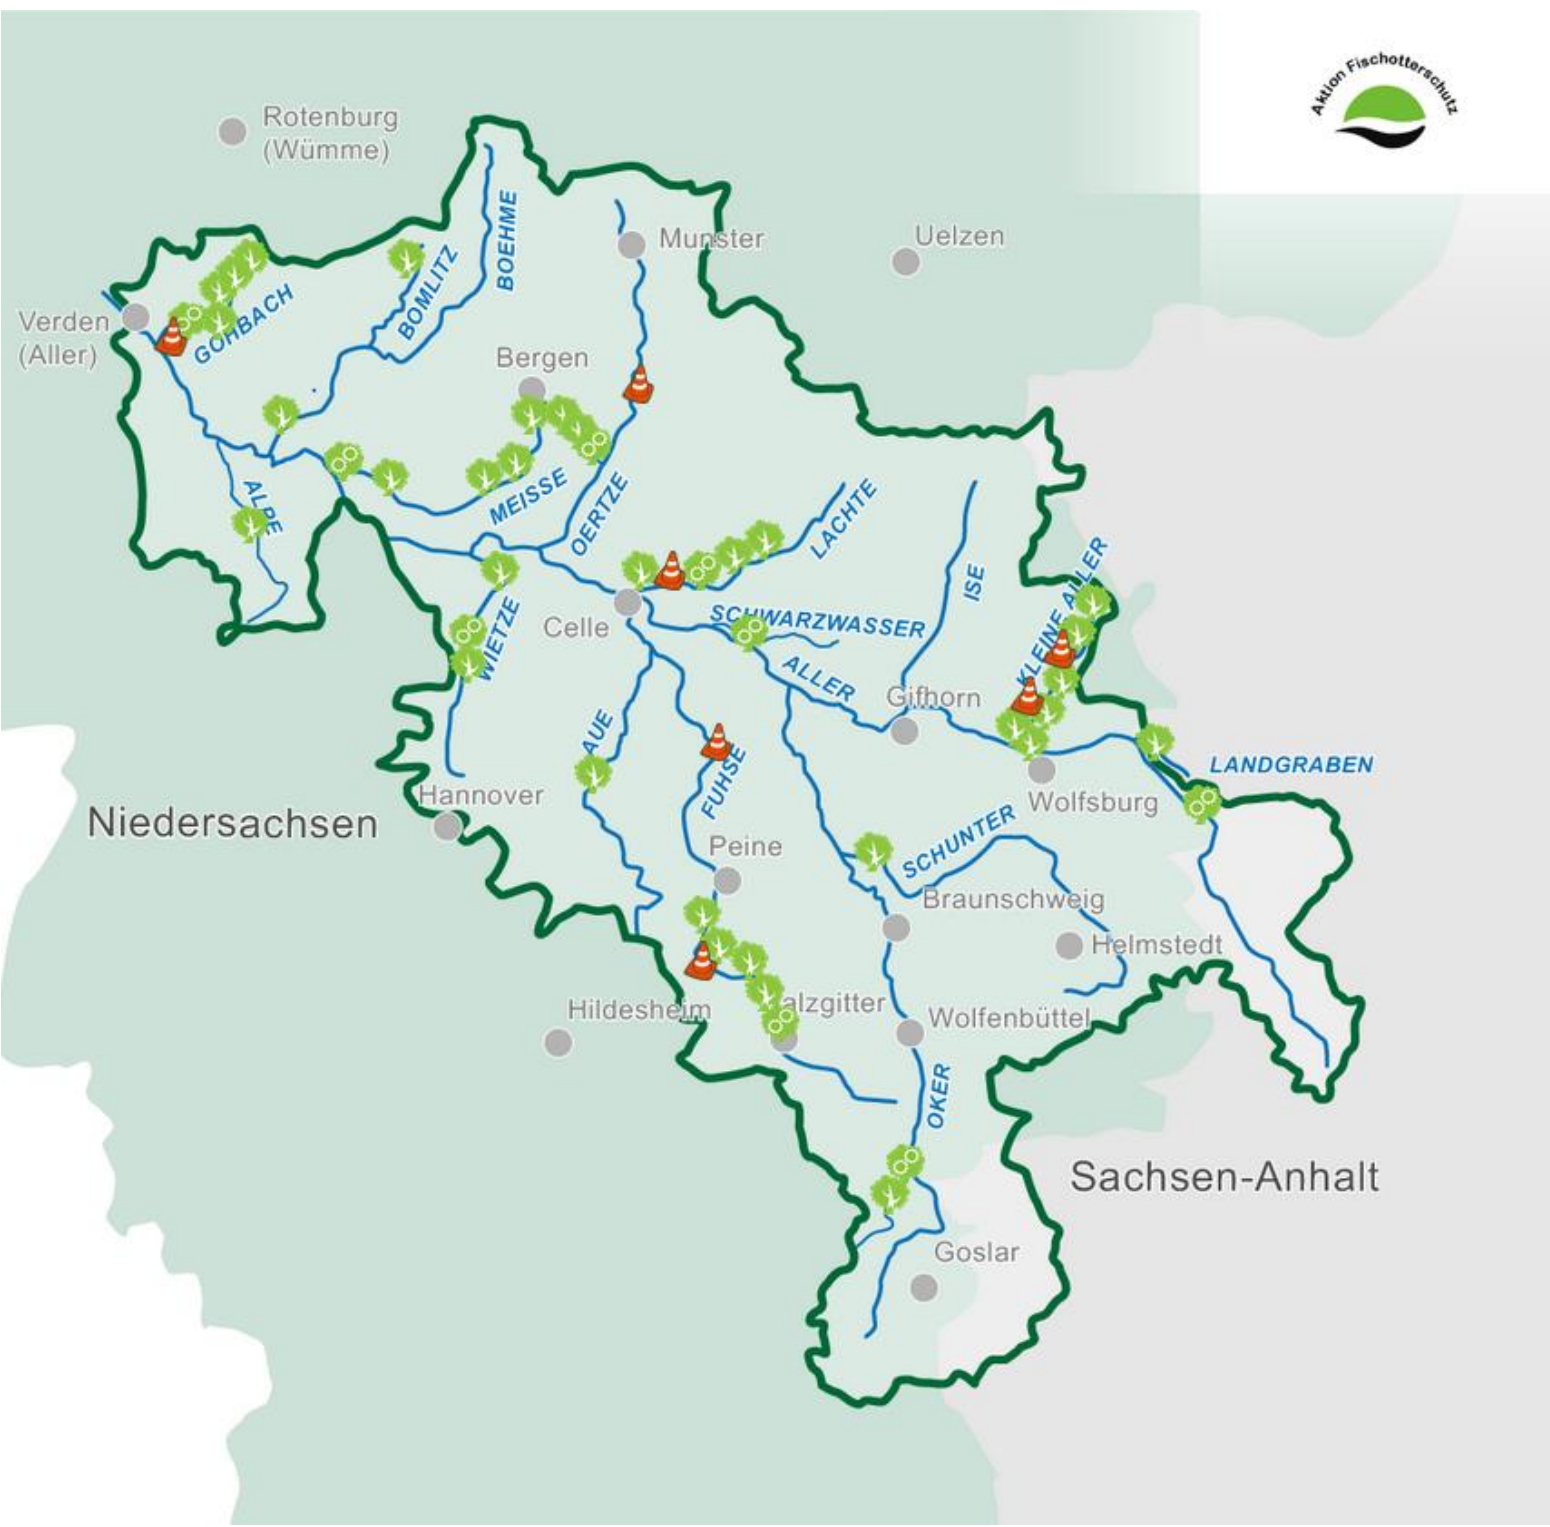 Aktion Fischotterschutz
Rotenburg
(Wümme)
BOEHME
Munster
Uelzen
BOMLITZ
GOHBACH
Verden
(Aller)
Bergen
ALPE
MEISSE
OERTZE
LACHTE
ISE
KLEINE ALLER
WIETZE
Celle
SCHWARZWASSER
ALLER
Gifhorn
AUE
FUHSE
LANDGRABEN
Hannover
Wolfsburg
Niedersachsen
SCHUNTER
Peine
Braunschweig
Helmstedt
Hildesheim
alzgitter
Wolfenbüttel
OKER
Sachsen-Anhalt
Goslar